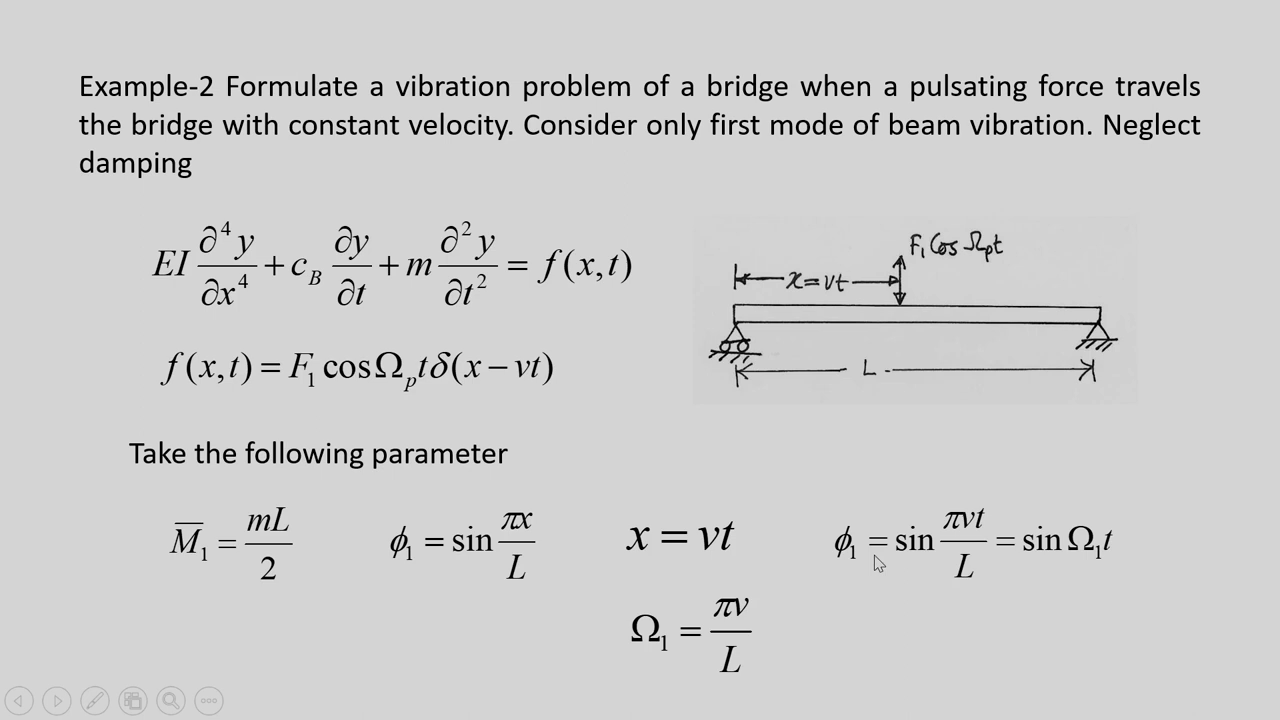 Example-2 Formulate a vibration problem of a bridge when a pulsating force travels
the bridge with constant velocity. Consider only first mode of beam vibration. Neglect
damping
EI ∂⁴y/∂x⁴ + c_B ∂y/∂t + m ∂²y/∂t² = f(x,t)
F₁ Cos Ωₚt
x = vt
f(x,t) = F₁ cosΩₚtδ(x − vt)
L
Take the following parameter
M̅₁ = mL/2
ϕ₁ = sin πx/L
x = vt
ϕ₁ = sin πvt/L = sin Ω₁t
Ω₁ = πv/L